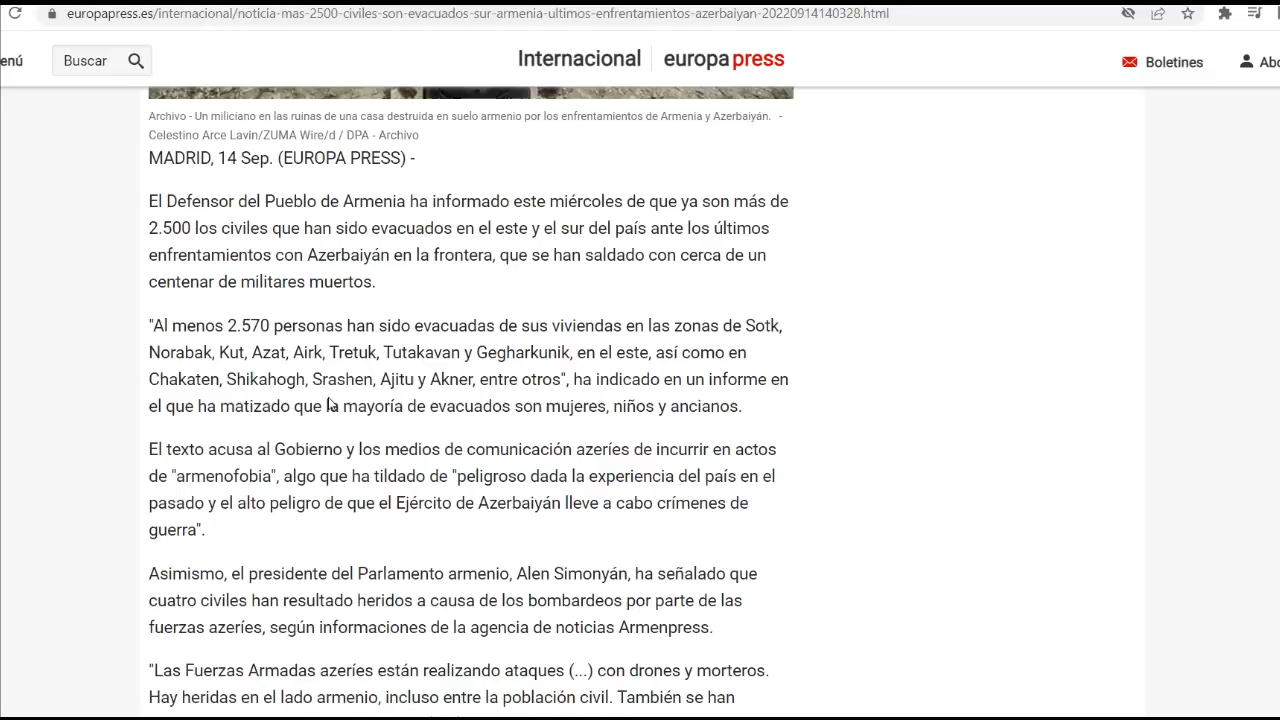 europapress.es/internacional/noticia-mas-2500-civiles-son-evacuados-sur-armenia-ultimos-enfrentamientos-azerbaiyan-20220914140328.html
enú
Buscar
Internacional
europapress
Boletines
Abo
Archivo - Un miliciano en las ruinas de una casa destruida en suelo armenio por los enfrentamientos de Armenia y Azerbaiyán. -
Celestino Arce Lavin/ZUMA Wire/d / DPA - Archivo
MADRID, 14 Sep. (EUROPA PRESS) -
El Defensor del Pueblo de Armenia ha informado este miércoles de que ya son más de
2.500 los civiles que han sido evacuados en el este y el sur del país ante los últimos
enfrentamientos con Azerbaiyán en la frontera, que se han saldado con cerca de un
centenar de militares muertos.
"Al menos 2.570 personas han sido evacuadas de sus viviendas en las zonas de Sotk,
Norabak, Kut, Azat, Airk, Tretuk, Tutakavan y Gegharkunik, en el este, así como en
Chakaten, Shikahogh, Srashen, Ajitu y Akner, entre otros", ha indicado en un informe en
el que ha matizado que la mayoría de evacuados son mujeres, niños y ancianos.
El texto acusa al Gobierno y los medios de comunicación azeríes de incurrir en actos
de "armenofobia", algo que ha tildado de "peligroso dada la experiencia del país en el
pasado y el alto peligro de que el Ejército de Azerbaiyán lleve a cabo crímenes de
guerra".
Asimismo, el presidente del Parlamento armenio, Alen Simonyán, ha señalado que
cuatro civiles han resultado heridos a causa de los bombardeos por parte de las
fuerzas azeríes, según informaciones de la agencia de noticias Armenpress.
"Las Fuerzas Armadas azeríes están realizando ataques (...) con drones y morteros.
Hay heridas en el lado armenio, incluso entre la población civil. También se han